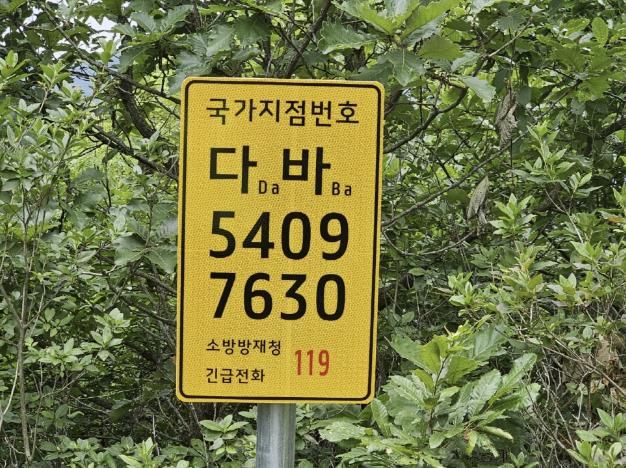 국가지점번호
다Da바Ba
5409
7630
소방방재청
긴급전화 119